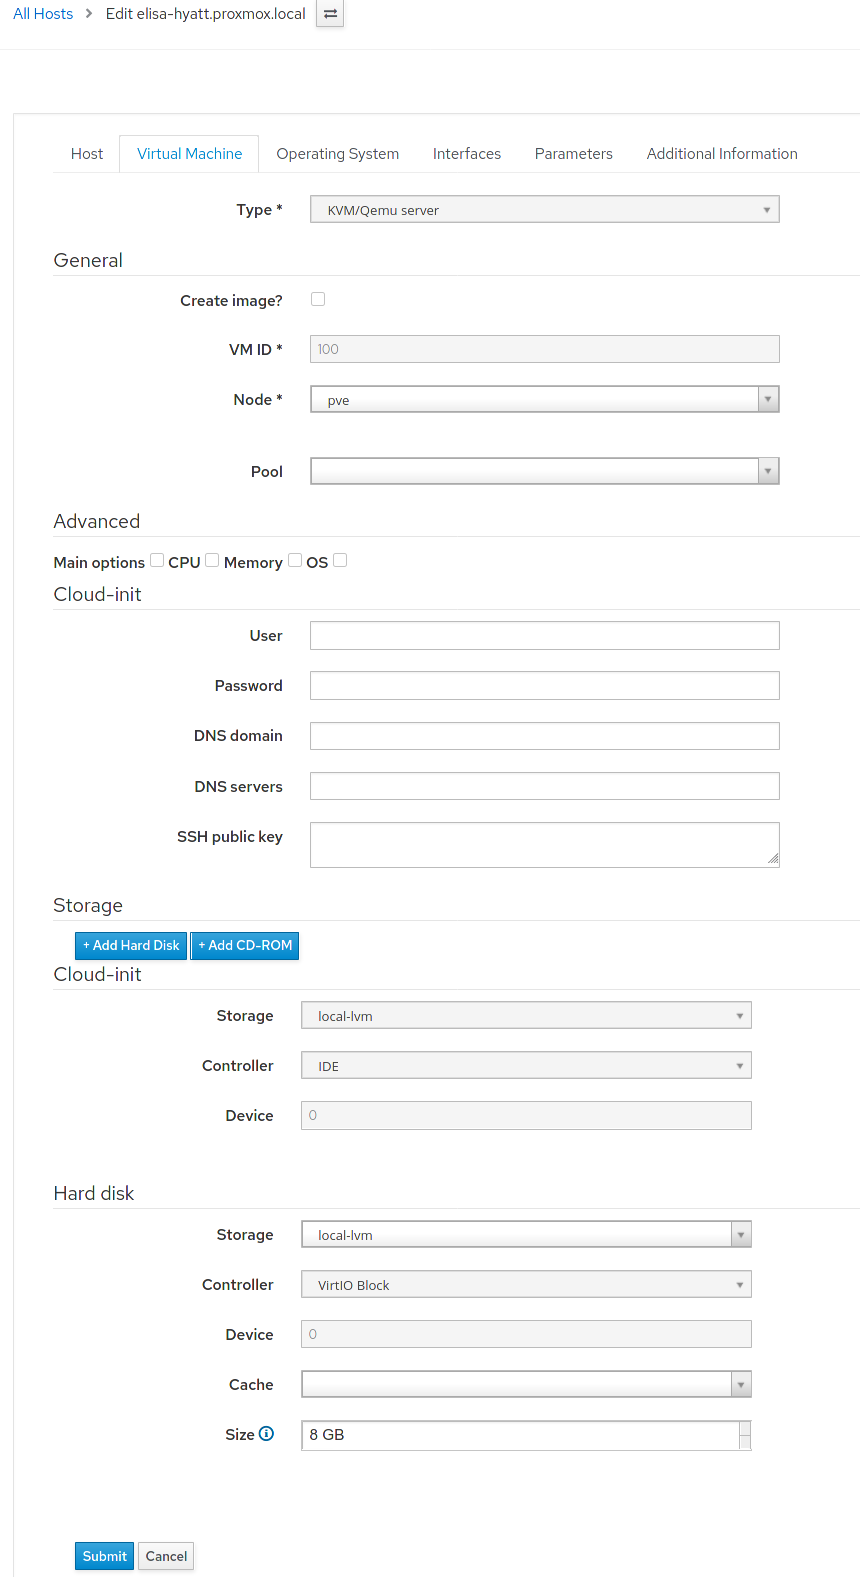 All Hosts > Edit elisa-hyatt.proxmox.local
Host Virtual Machine Operating System Interfaces Parameters Additional Information
Type * KVM/Qemu server
General
Create image?
VM ID * 100
Node * pve
Pool
Advanced
Main options CPU Memory OS
Cloud-init
User
Password
DNS domain
DNS servers
SSH public key
Storage
+ Add Hard Disk + Add CD-ROM
Cloud-init
Storage local-lvm
Controller IDE
Device 0
Hard disk
Storage local-lvm
Controller VirtIO Block
Device 0
Cache
Size 8 GB
Submit Cancel